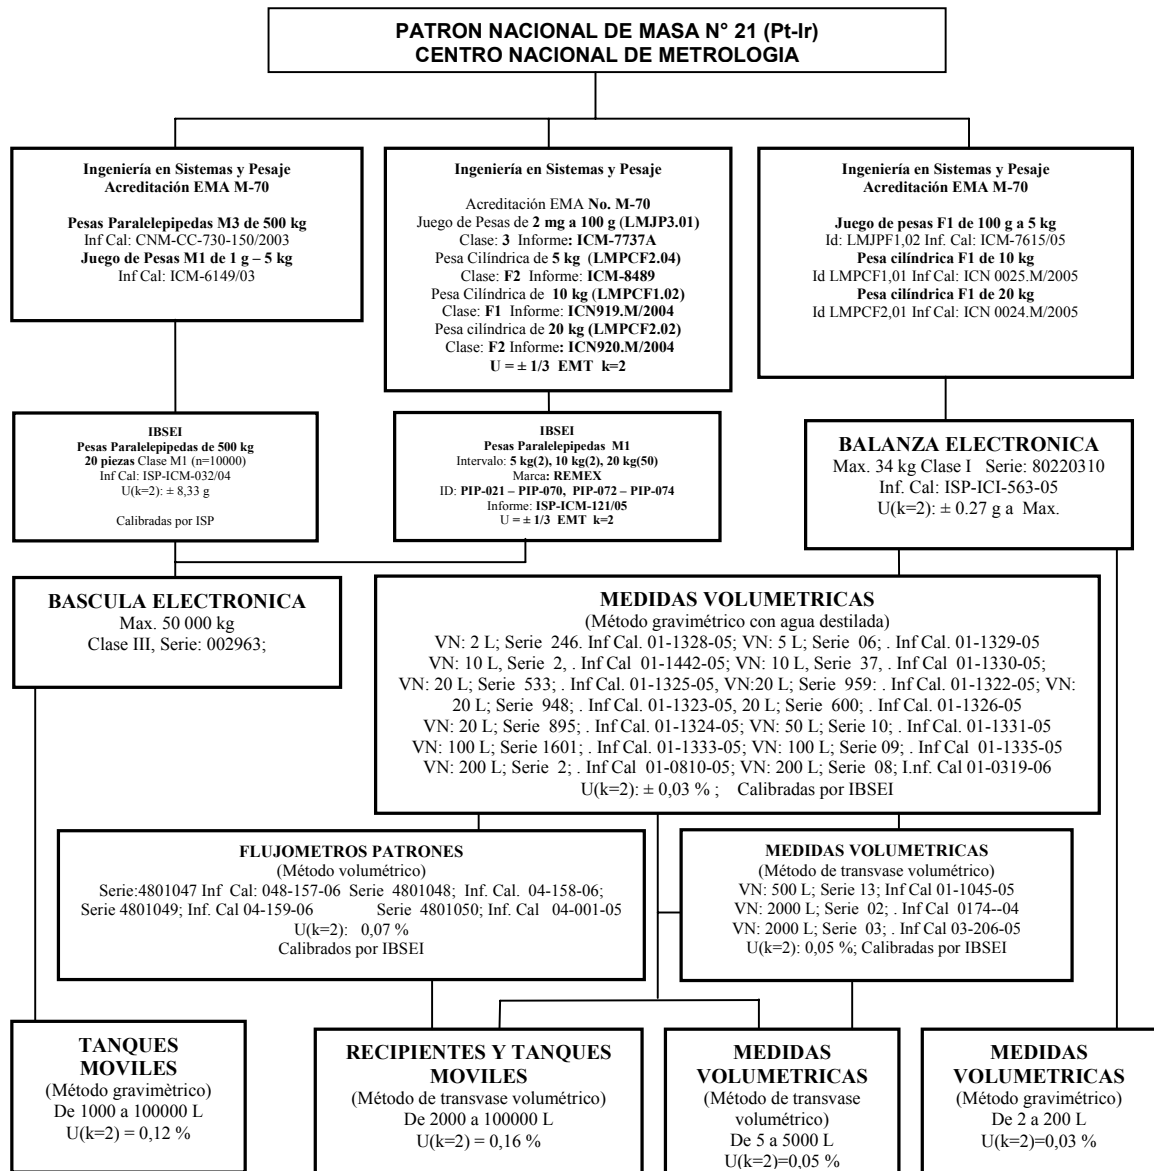 PATRON NACIONAL DE MASA N° 21 (Pt-Ir)
CENTRO NACIONAL DE METROLOGIA
Ingeniería en Sistemas y Pesaje
Acreditación EMA M-70
Pesas Paralelepipedas M3 de 500 kg
Inf Cal: CNM-CC-730-150/2003
Juego de Pesas M1 de 1 g – 5 kg
Inf Cal: ICM-6149/03
Ingeniería en Sistemas y Pesaje
Acreditación EMA No. M-70
Juego de Pesas de 2 mg a 100 g (LMJP3.01)
Clase: 3 Informe: ICM-7737A
Pesa Cilíndrica de 5 kg (LMPCF2.04)
Clase: F2 Informe: ICM-8489
Pesa Cilíndrica de 10 kg (LMPCF1.02)
Clase: F1 Informe: ICN919.M/2004
Pesa cilíndrica de 20 kg (LMPCF2.02)
Clase: F2 Informe: ICN920.M/2004
U = ± 1/3 EMT k=2
Ingeniería en Sistemas y Pesaje
Acreditación EMA M-70
Juego de pesas F1 de 100 g a 5 kg
Id: LMJPF1,02 Inf. Cal: ICM-7615/05
Pesa cilíndrica F1 de 10 kg
Id LMPCF1,01 Inf Cal: ICN 0025.M/2005
Pesa cilíndrica F1 de 20 kg
Id LMPCF2,01 Inf Cal: ICN 0024.M/2005
IBSEI
Pesas Paralelepipedas de 500 kg
20 piezas Clase M1 (n=10000)
Inf Cal: ISP-ICM-032/04
U(k=2): ± 8,33 g
Calibradas por ISP
IBSEI
Pesas Paralelepipedas M1
Intervalo: 5 kg(2), 10 kg(2), 20 kg(50)
Marca: REMEX
ID: PIP-021 – PIP-070, PIP-072 – PIP-074
Informe: ISP-ICM-121/05
U = ± 1/3 EMT k=2
BALANZA ELECTRONICA
Max. 34 kg Clase I Serie: 80220310
Inf. Cal: ISP-ICI-563-05
U(k=2): ± 0.27 g a Max.
BASCULA ELECTRONICA
Max. 50 000 kg
Clase III, Serie: 002963;
MEDIDAS VOLUMETRICAS
(Método gravimétrico con agua destilada)
VN: 2 L; Serie 246. Inf Cal. 01-1328-05; VN: 5 L; Serie 06; . Inf Cal. 01-1329-05
VN: 10 L, Serie 2, . Inf Cal 01-1442-05; VN: 10 L, Serie 37, . Inf Cal 01-1330-05;
VN: 20 L; Serie 533; . Inf Cal. 01-1325-05, VN:20 L; Serie 959: . Inf Cal. 01-1322-05; VN:
20 L; Serie 948; . Inf Cal. 01-1323-05, 20 L; Serie 600; . Inf Cal. 01-1326-05
VN: 20 L; Serie 895; . Inf Cal. 01-1324-05; VN: 50 L; Serie 10; . Inf Cal. 01-1331-05
VN: 100 L; Serie 1601; . Inf Cal. 01-1333-05; VN: 100 L; Serie 09; . Inf Cal 01-1335-05
VN: 200 L; Serie 2; . Inf Cal 01-0810-05; VN: 200 L; Serie 08; I.nf. Cal 01-0319-06
U(k=2): ± 0,03 % ; Calibradas por IBSEI
FLUJOMETROS PATRONES
(Método volumétrico)
Serie:4801047 Inf Cal: 048-157-06 Serie 4801048; Inf. Cal. 04-158-06;
Serie 4801049; Inf. Cal 04-159-06 Serie 4801050; Inf. Cal 04-001-05
U(k=2): 0,07 %
Calibrados por IBSEI
MEDIDAS VOLUMETRICAS
(Método de transvase volumétrico)
VN: 500 L; Serie 13; Inf Cal 01-1045-05
VN: 2000 L; Serie 02; . Inf Cal 0174--04
VN: 2000 L; Serie 03; . Inf Cal 03-206-05
U(k=2): 0,05 %; Calibradas por IBSEI
TANQUES
MOVILES
(Método gravimètrico)
De 1000 a 100000 L
U(k=2) = 0,12 %
RECIPIENTES Y TANQUES
MOVILES
(Método de transvase volumétrico)
De 2000 a 100000 L
U(k=2) = 0,16 %
MEDIDAS
VOLUMETRICAS
(Método de transvase
volumétrico)
De 5 a 5000 L
U(k=2)=0,05 %
MEDIDAS
VOLUMETRICAS
(Método gravimétrico)
De 2 a 200 L
U(k=2)=0,03 %